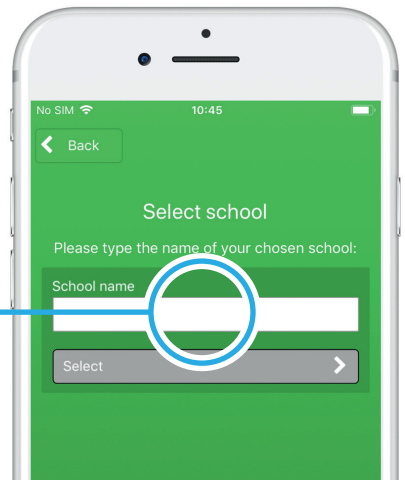 No SIM 10:45
Back
Select school
Please type the name of your chosen school:
School name
Select